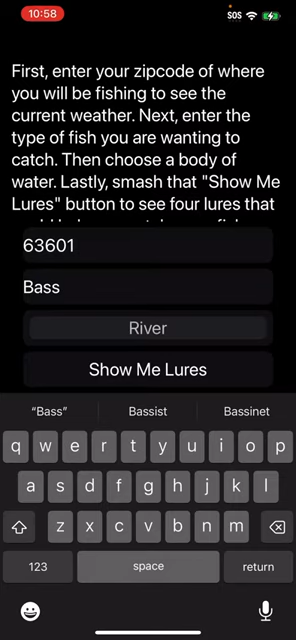 10:58
SOS
First, enter your zipcode of where
you will be fishing to see the
current weather. Next, enter the
type of fish you are wanting to
catch. Then choose a body of
water. Lastly, smash that "Show Me
Lures" button to see four lures that
63601
Bass
River
Show Me Lures
“Bass” Bassist Bassinet
q w e r t y u i o p
a s d f g h j k l
z x c v b n m
123 space return